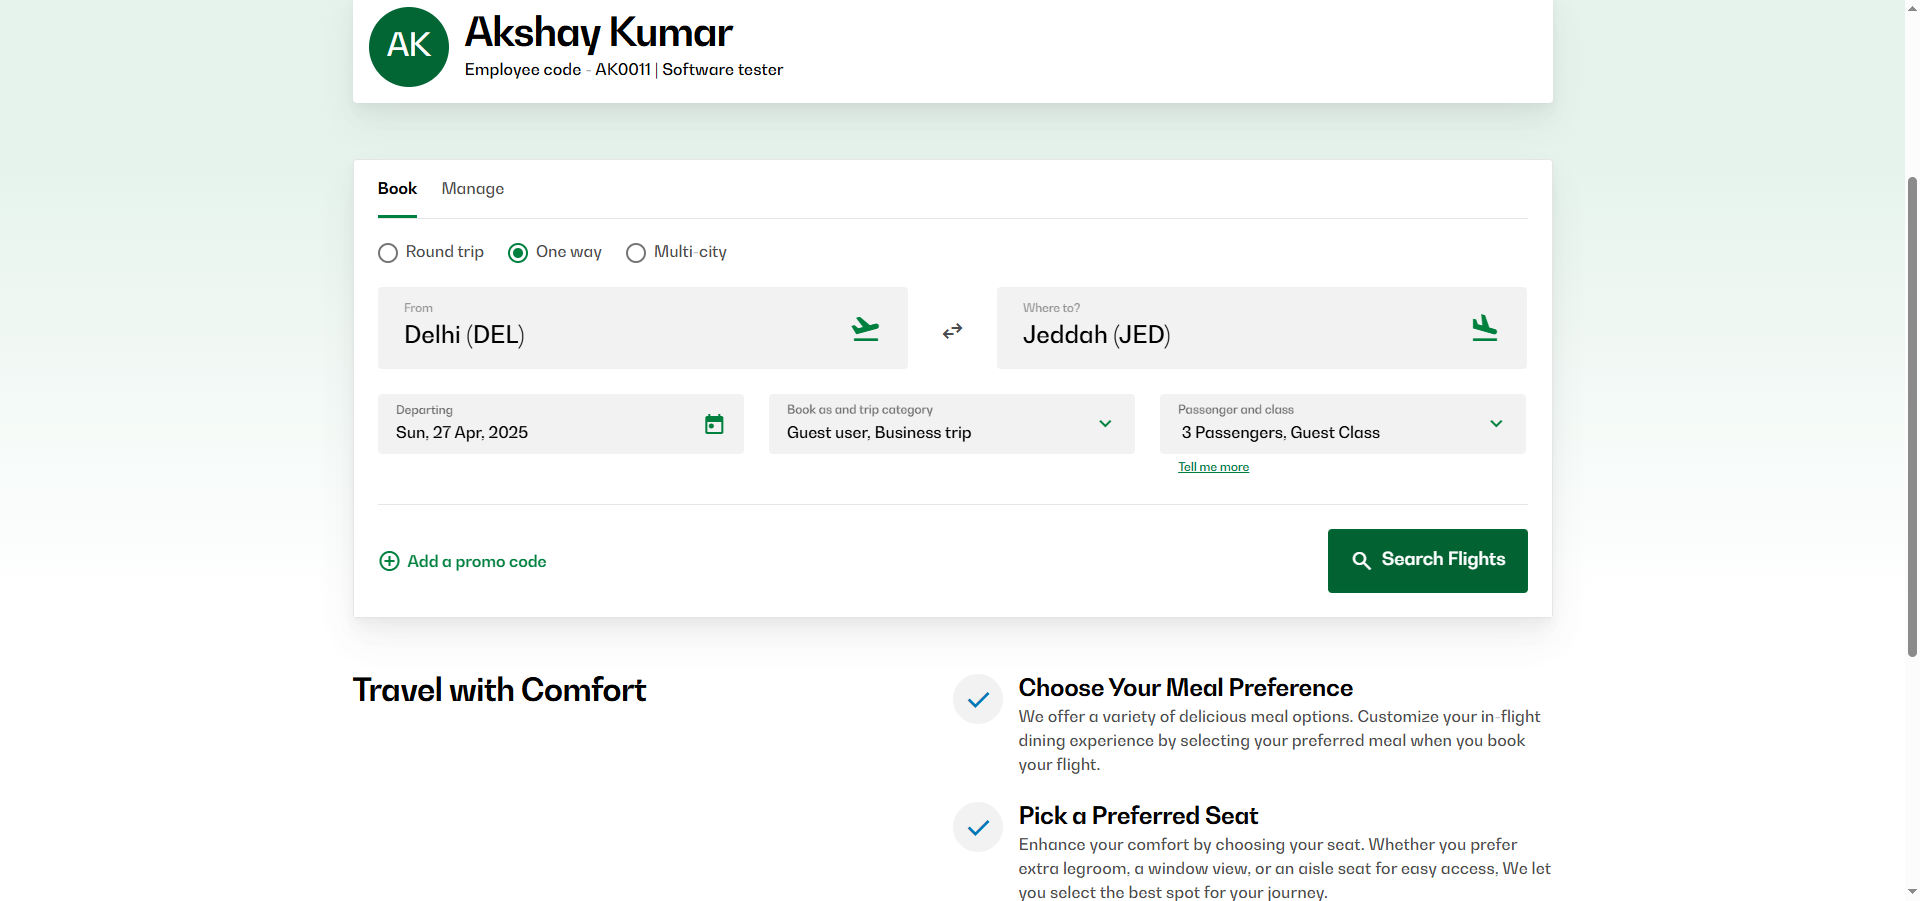 AK
Akshay Kumar
Employee code - AK0011 | Software tester
Book
Manage
Round trip
One way
Multi-city
From
Delhi (DEL)
Where to?
Jeddah (JED)
Departing
Sun, 27 Apr, 2025
Book as and trip category
Guest user, Business trip
Passenger and class
3 Passengers, Guest Class
Tell me more
Add a promo code
Search Flights
Travel with Comfort
Choose Your Meal Preference
We offer a variety of delicious meal options. Customize your in-flight
dining experience by selecting your preferred meal when you book
your flight.
Pick a Preferred Seat
Enhance your comfort by choosing your seat. Whether you prefer
extra legroom, a window view, or an aisle seat for easy access, We let
you select the best spot for your journey.